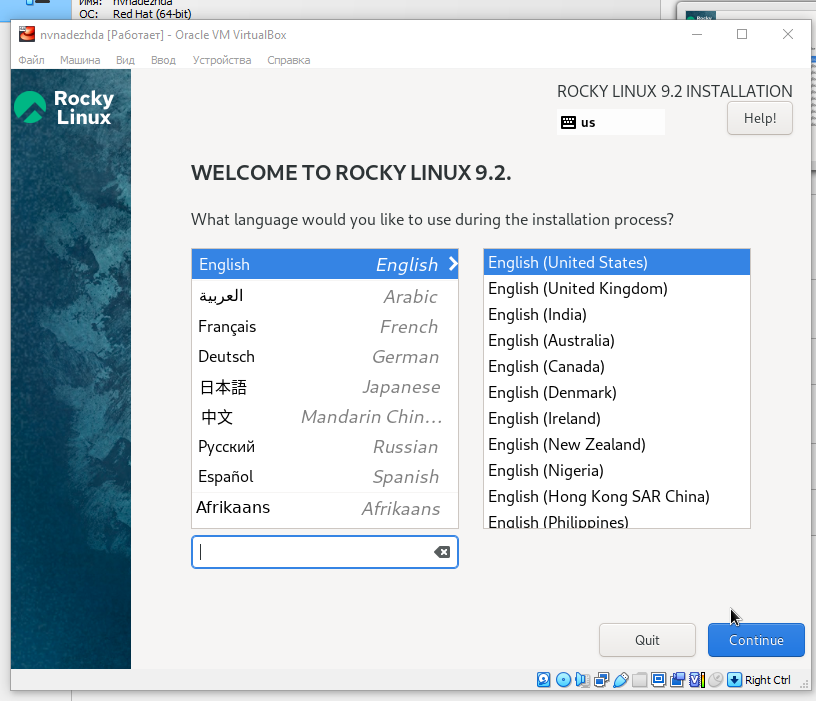 Имя: nvnadezhda
ОС: Red Hat (64-bit)
nvnadezhda [Работает] - Oracle VM VirtualBox
Файл Машина Вид Ввод Устройства Справка
Rocky
Linux
ROCKY LINUX 9.2 INSTALLATION
us
Help!
WELCOME TO ROCKY LINUX 9.2.
What language would you like to use during the installation process?
English English
العربية Arabic
Français French
Deutsch German
日本語 Japanese
中文 Mandarin Chin...
Русский Russian
Español Spanish
Afrikaans Afrikaans
English (United States)
English (United Kingdom)
English (India)
English (Australia)
English (Canada)
English (Denmark)
English (Ireland)
English (New Zealand)
English (Nigeria)
English (Hong Kong SAR China)
English (Philippines)
Quit
Continue
Right Ctrl